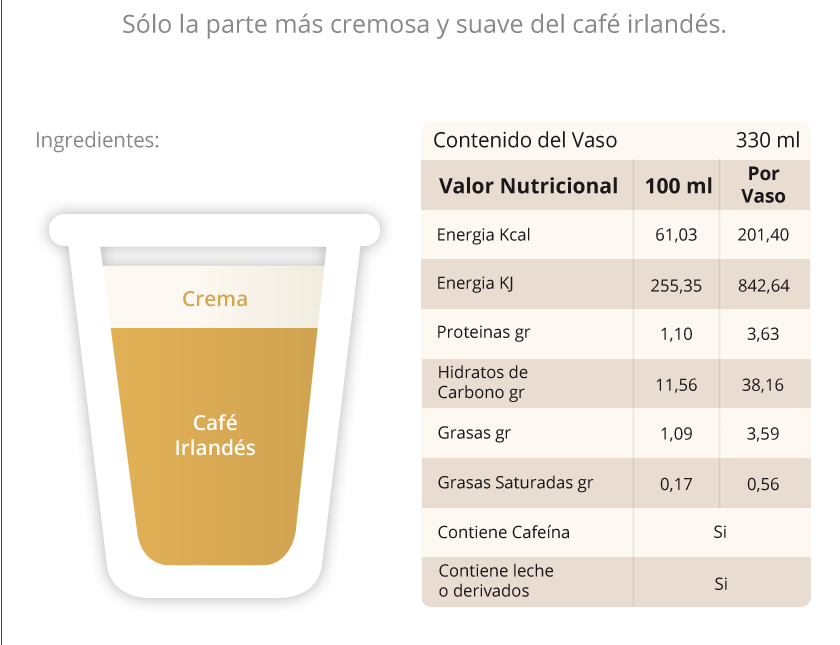 Sólo la parte más cremosa y suave del café irlandés.
Ingredientes:
Crema
Café
Irlandés
Contenido del Vaso 330 ml
Valor Nutricional 100 ml Por Vaso
Energia Kcal 61,03 201,40
Energia KJ 255,35 842,64
Proteinas gr 1,10 3,63
Hidratos de
Carbono gr 11,56 38,16
Grasas gr 1,09 3,59
Grasas Saturadas gr 0,17 0,56
Contiene Cafeína Si
Contiene leche
o derivados Si